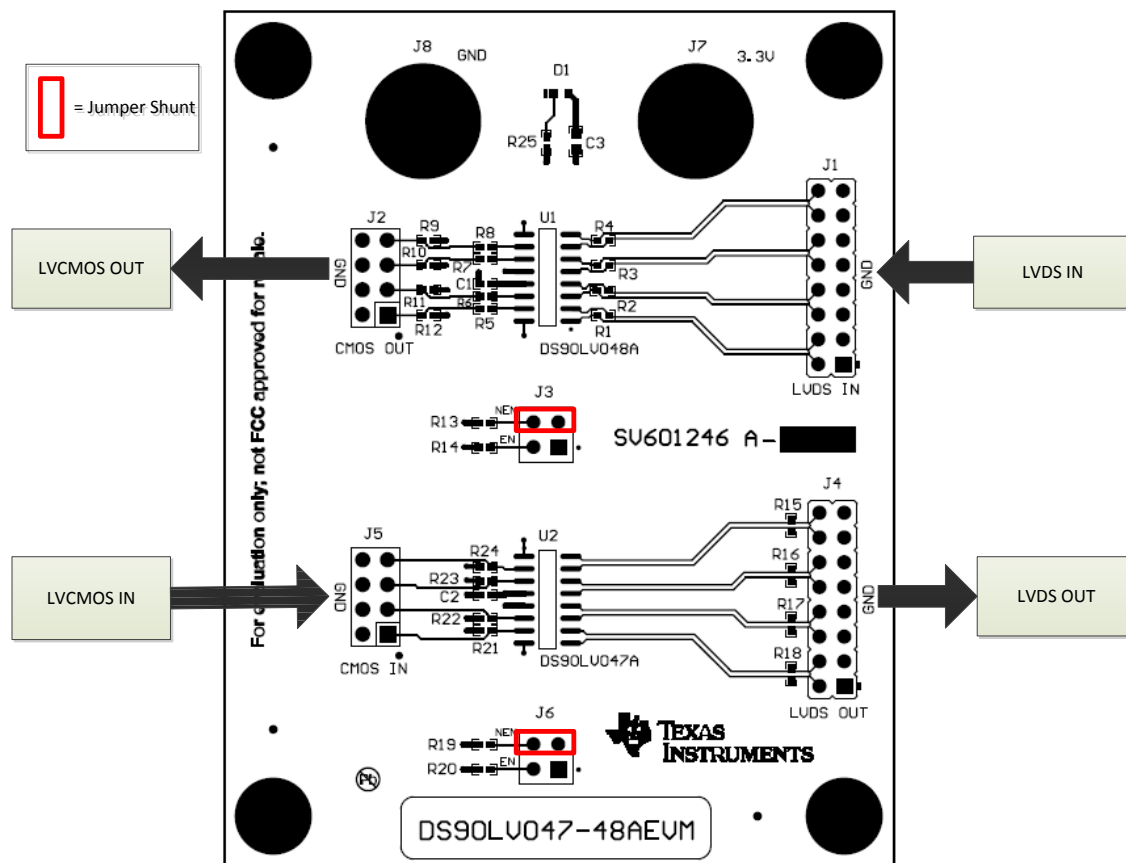 = Jumper Shunt
J8
GND
J7
3.3V
D1
R25
C3
J1
J2
R9
R8
U1
R4
R10
R7
R3
GND
C1
R11
R6
R2
R12
R5
R1
CMOS OUT
DS90LV048A
LVDS IN
GND
LVCMOS OUT
LVDS IN
For evaluation only; not FCC approved for resale.
J3
R13
NEN
R14
EN
SV601246 A-
J4
R15
J5
U2
R24
R16
R23
C2
GND
R17
R22
R21
R18
GND
CMOS IN
DS90LV047A
LVDS OUT
LVCMOS IN
LVDS OUT
J6
R19
NEN
R20
EN
TEXAS
INSTRUMENTS
Pb
DS90LV047-48AEVM